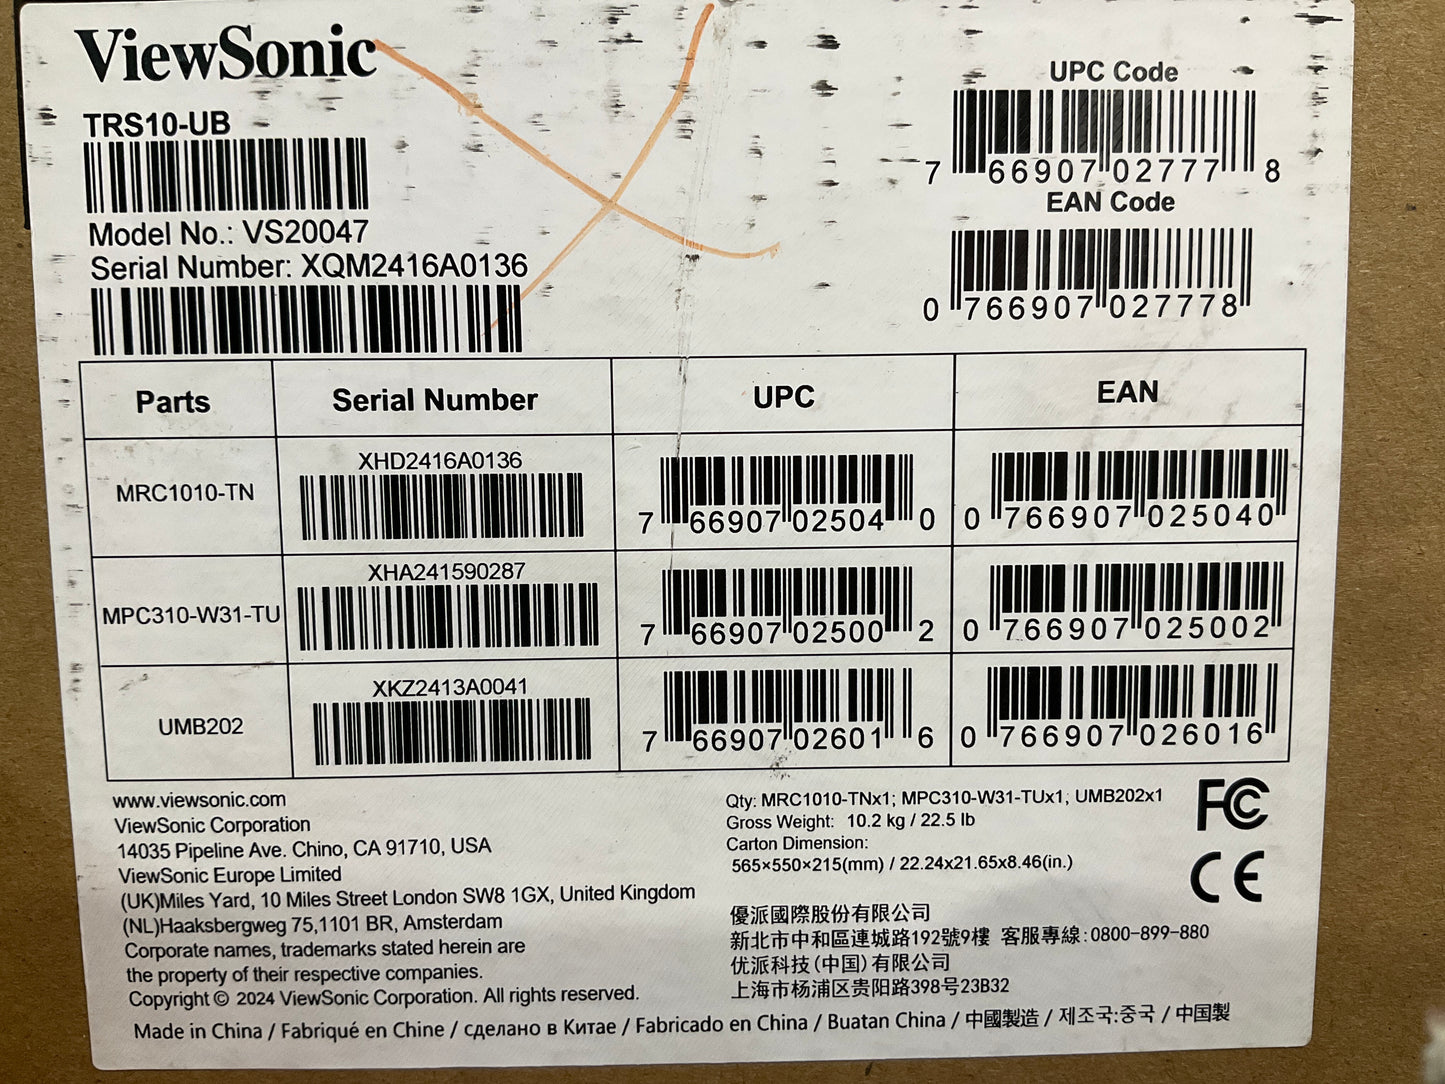 ViewSonic
TRS10-UB
Model No.: VS20047
Serial Number: XQM2416A0136
UPC Code
7 66907 02777 8
EAN Code
0 766907 027778
Parts Serial Number UPC EAN
MRC1010-TN XHD2416A0136 7 66907 02504 0 0 766907 025040
MPC310-W31-TU XHA241590287 7 66907 02500 2 0 766907 025002
UMB202 XKZ2413A0041 7 66907 02601 6 0 766907 026016
www.viewsonic.com
ViewSonic Corporation
14035 Pipeline Ave. Chino, CA 91710, USA
ViewSonic Europe Limited
(UK)Miles Yard, 10 Miles Street London SW8 1GX, United Kingdom
(NL)Haaksbergweg 75,1101 BR, Amsterdam
Corporate names, trademarks stated herein are
the property of their respective companies.
Copyright © 2024 ViewSonic Corporation. All rights reserved.
Qty: MRC1010-TNx1; MPC310-W31-TUx1; UMB202x1
Gross Weight: 10.2 kg / 22.5 lb
Carton Dimension:
565×550×215(mm) / 22.24x21.65x8.46(in.)
FC
CE
優派國際股份有限公司
新北市中和區連城路192號9樓 客服專線:0800-899-880
优派科技(中国)有限公司
上海市杨浦区贵阳路398号23B32
Made in China / Fabriqué en Chine / сделано в Китае / Fabricado en China / Buatan China / 中國製造 / 제조국:중국 / 中国製